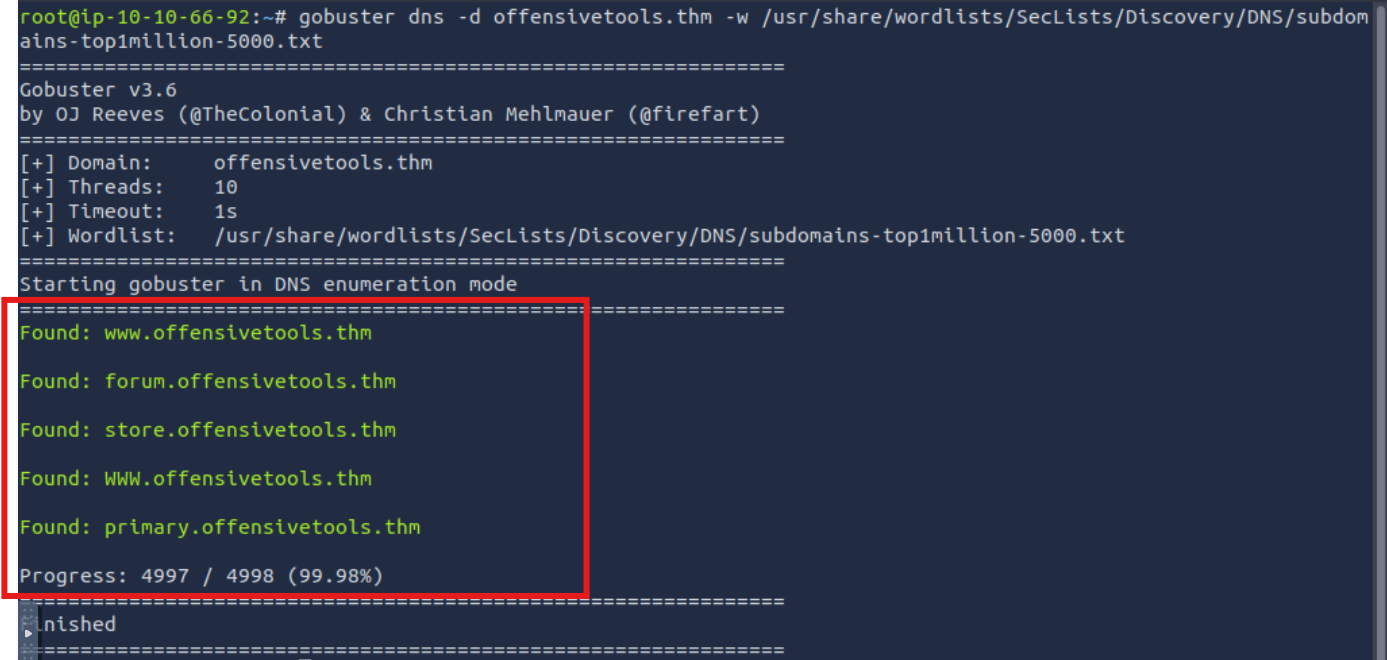 root@ip-10-10-66-92:~# gobuster dns -d offensivetools.thm -w /usr/share/wordlists/SecLists/Discovery/DNS/subdom
ains-top1million-5000.txt
===============================================================
Gobuster v3.6
by OJ Reeves (@TheColonial) & Christian Mehlmauer (@firefart)
===============================================================
[+] Domain:     offensivetools.thm
[+] Threads:    10
[+] Timeout:    1s
[+] Wordlist:   /usr/share/wordlists/SecLists/Discovery/DNS/subdomains-top1million-5000.txt
===============================================================
Starting gobuster in DNS enumeration mode
===============================================================
Found: www.offensivetools.thm
Found: forum.offensivetools.thm
Found: store.offensivetools.thm
Found: WWW.offensivetools.thm
Found: primary.offensivetools.thm
Progress: 4997 / 4998 (99.98%)
===============================================================
Finished
===============================================================